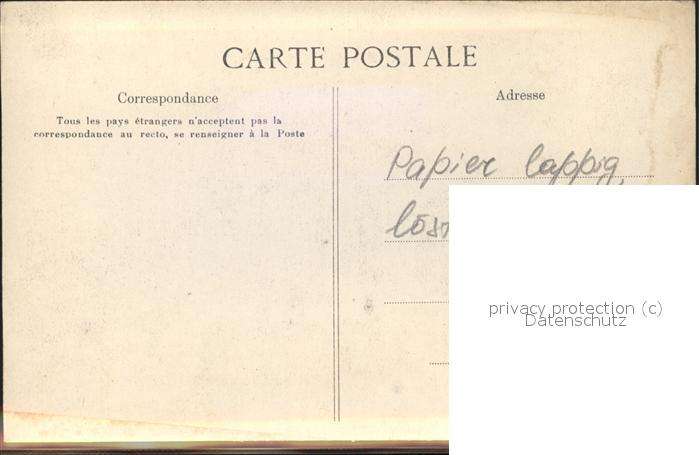 CARTE POSTALE
Correspondance
Tous les pays étrangers n'acceptent pas la
correspondance au recto, se renseigner à la Poste
Adresse
Papier lappig,
privacy protection (c)
Datenschutz